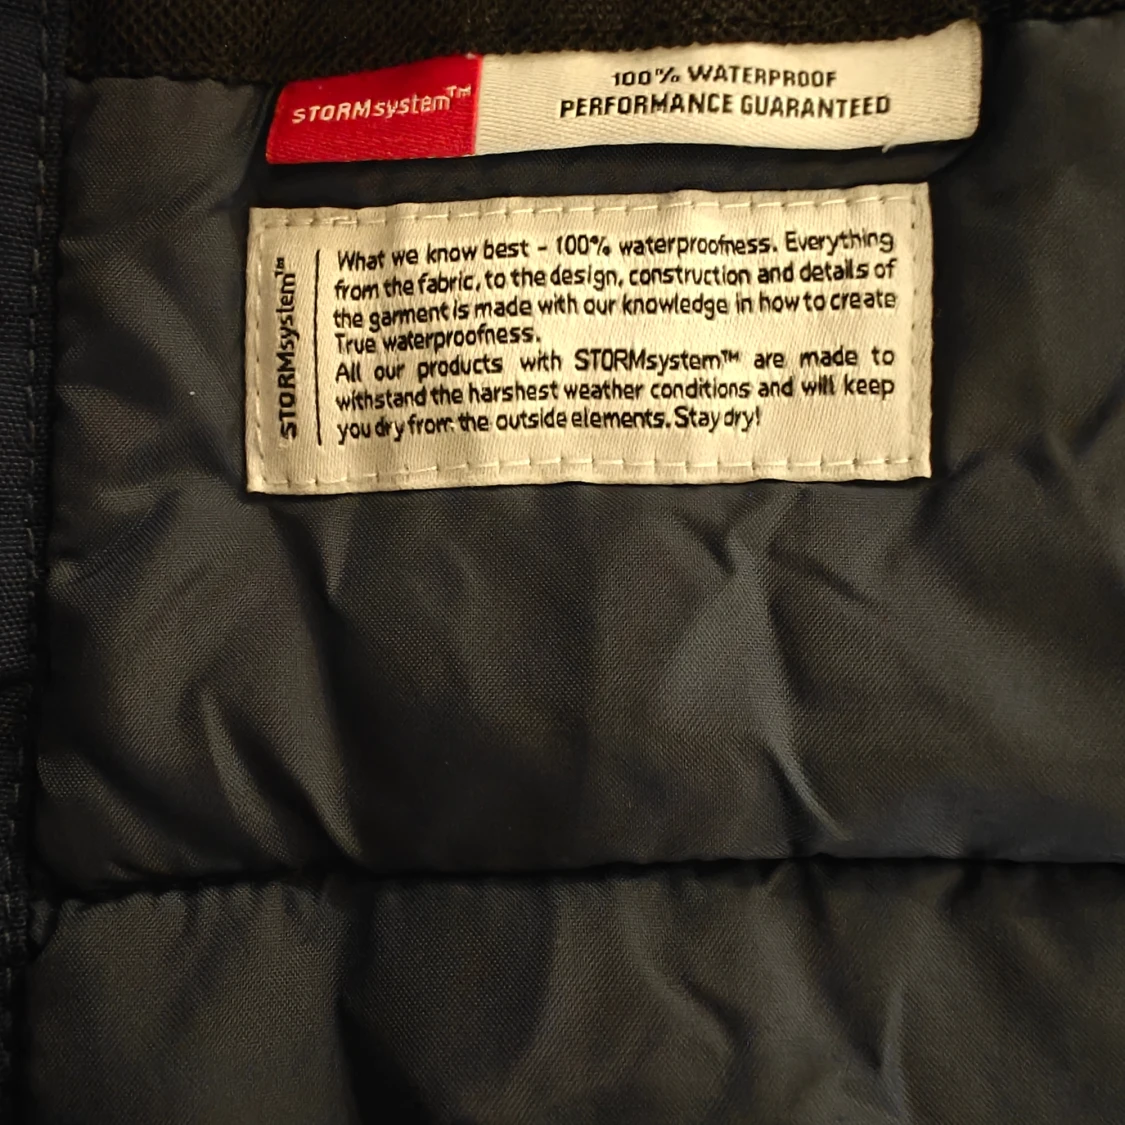 STORMsystem™
100% WATERPROOF
PERFORMANCE GUARANTEED
STORMsystem™
What we know best - 100% waterproofness. Everything
from the fabric, to the design, construction and details of
the garment is made with our knowledge in how to create
True waterproofness.
All our products with STORMsystem™ are made to
withstand the harshest weather conditions and will keep
you dry from the outside elements. Stay dry!